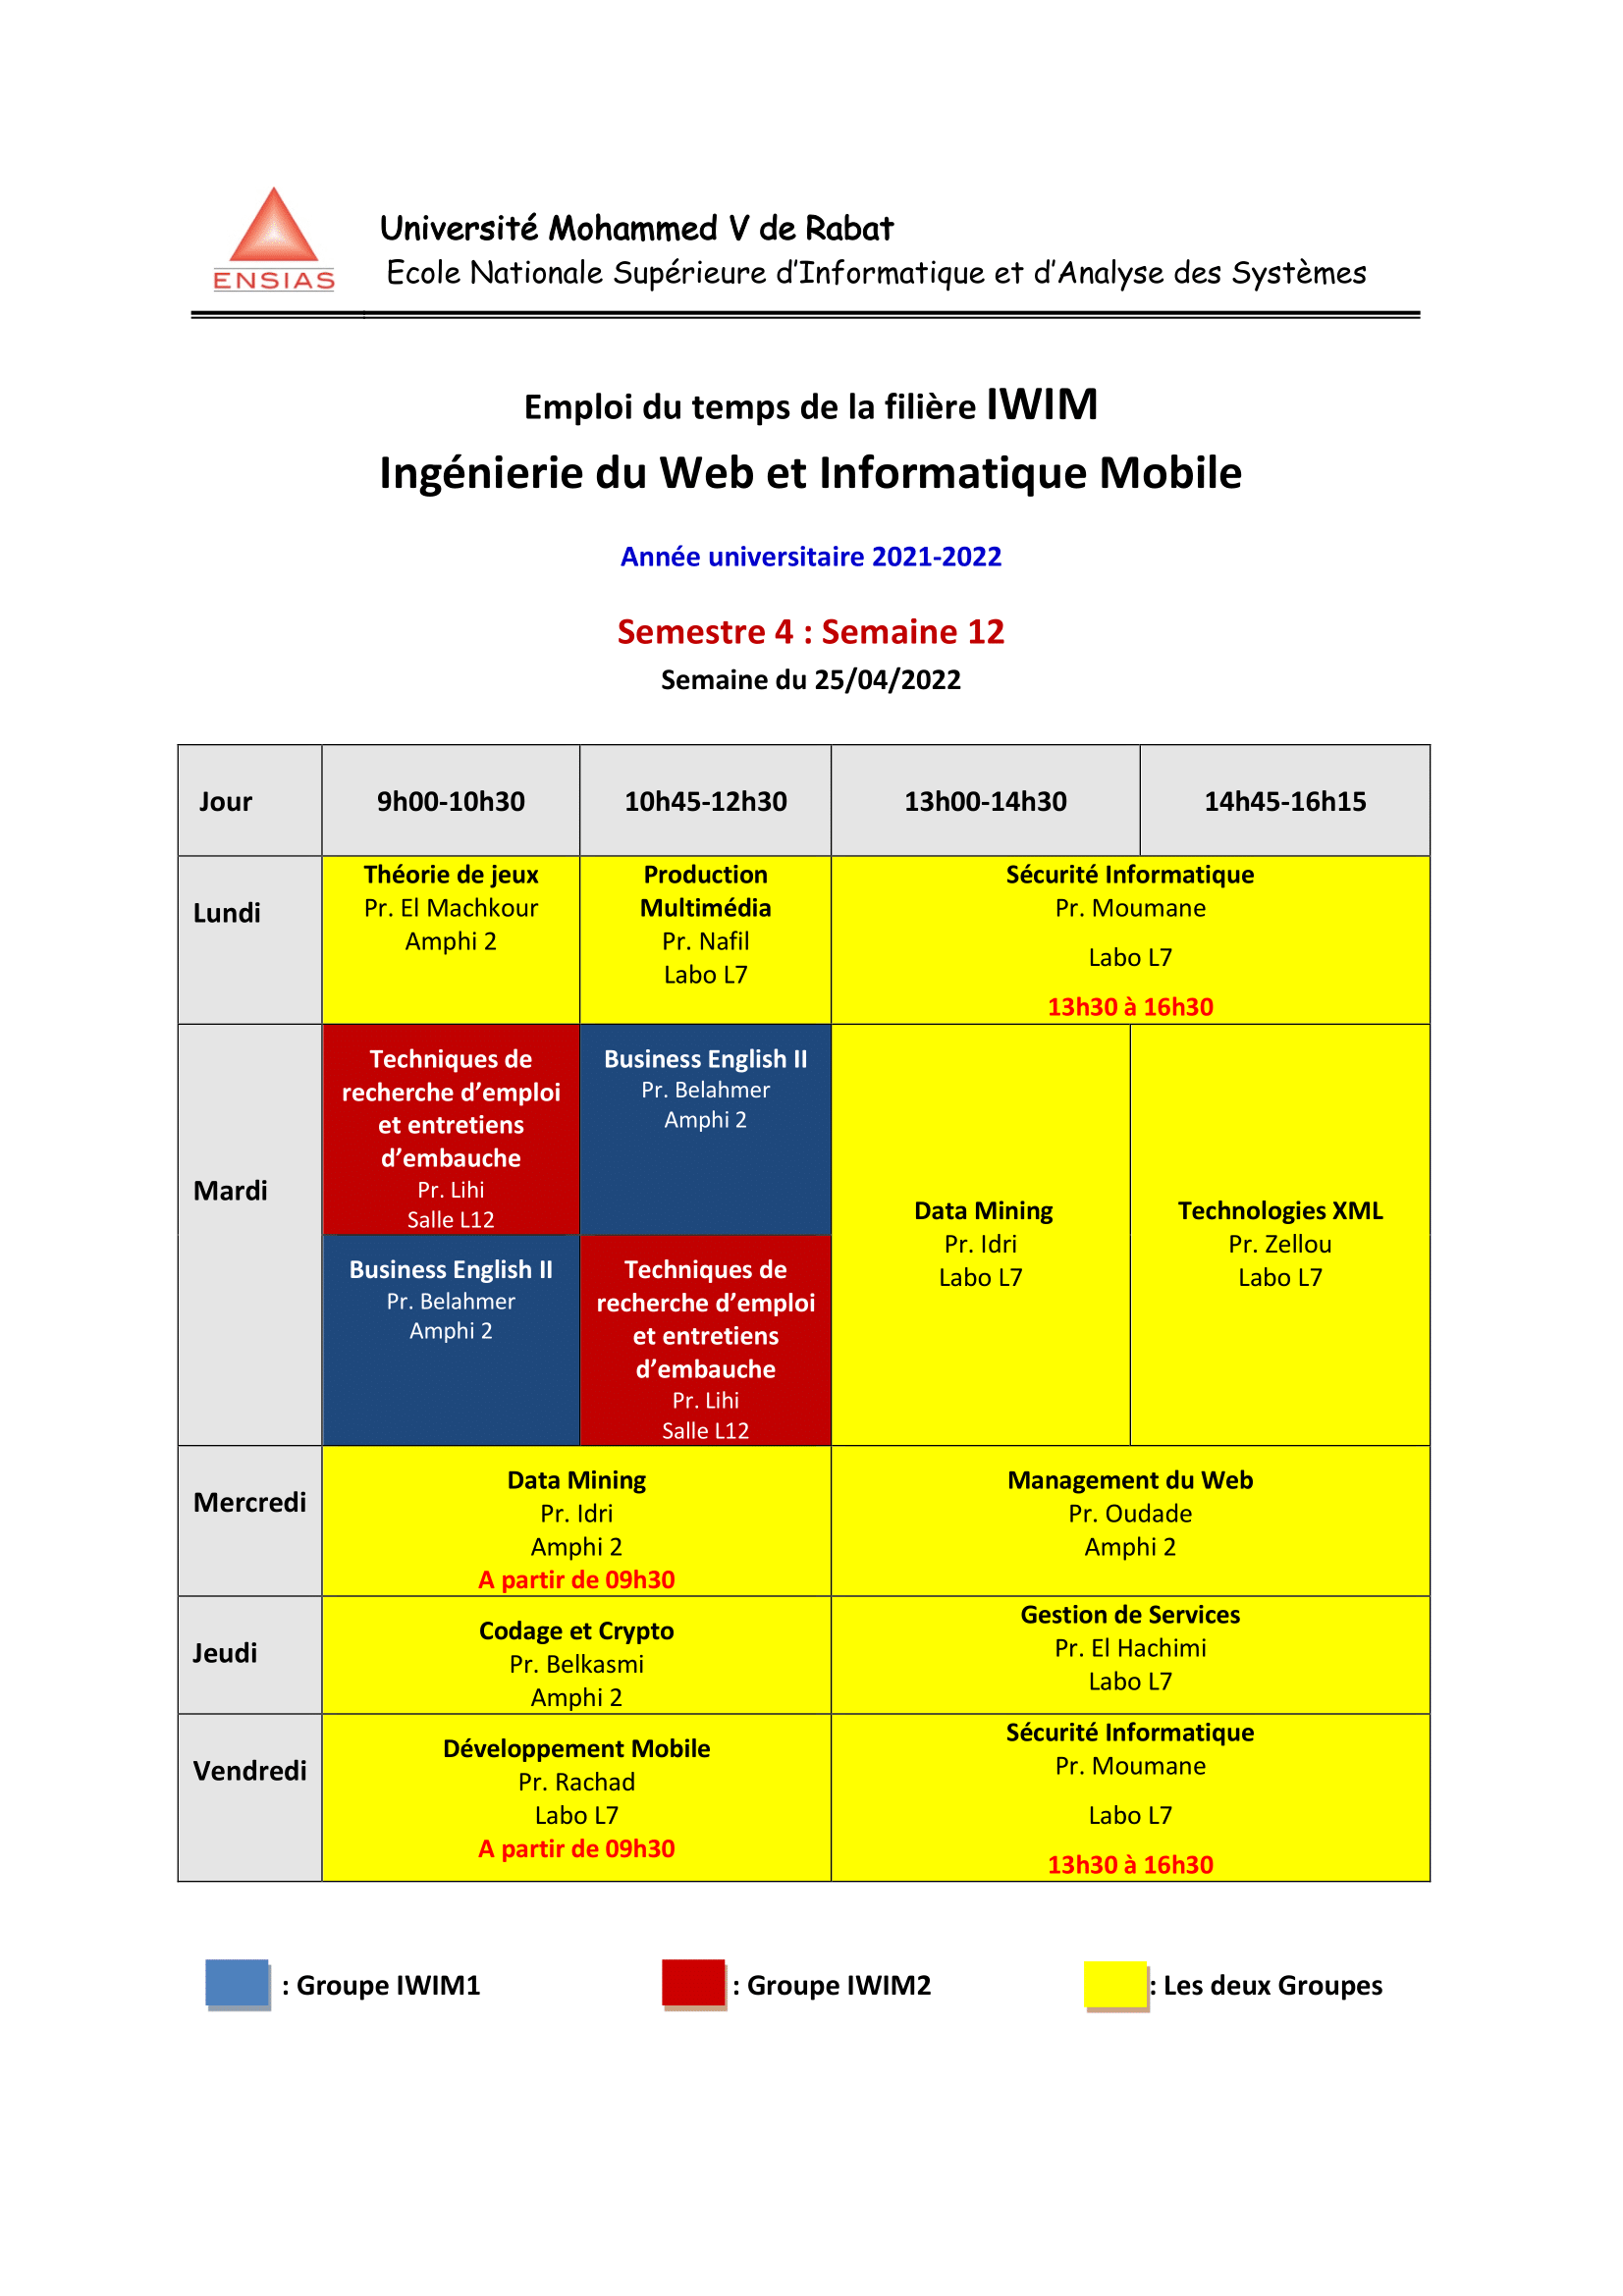 ENSIAS
Université Mohammed V de Rabat
Ecole Nationale Supérieure d'Informatique et d'Analyse des Systèmes
Emploi du temps de la filière IWIM
Ingénierie du Web et Informatique Mobile
Année universitaire 2021-2022
Semestre 4 : Semaine 12
Semaine du 25/04/2022
Jour
9h00-10h30
10h45-12h30
13h00-14h30
14h45-16h15
Lundi
Théorie de jeux
Pr. El Machkour
Amphi 2
Production
Multimédia
Pr. Nafil
Labo L7
Sécurité Informatique
Pr. Moumane
Labo L7
13h30 à 16h30
Mardi
Techniques de
recherche d'emploi
et entretiens
d'embauche
Pr. Lihi
Salle L12
Business English II
Pr. Belahmer
Amphi 2
Business English II
Pr. Belahmer
Amphi 2
Techniques de
recherche d'emploi
et entretiens
d'embauche
Pr. Lihi
Salle L12
Data Mining
Pr. Idri
Labo L7
Technologies XML
Pr. Zellou
Labo L7
Mercredi
Data Mining
Pr. Idri
Amphi 2
A partir de 09h30
Management du Web
Pr. Oudade
Amphi 2
Jeudi
Codage et Crypto
Pr. Belkasmi
Amphi 2
Gestion de Services
Pr. El Hachimi
Labo L7
Vendredi
Développement Mobile
Pr. Rachad
Labo L7
A partir de 09h30
Sécurité Informatique
Pr. Moumane
Labo L7
13h30 à 16h30
: Groupe IWIM1
: Groupe IWIM2
: Les deux Groupes